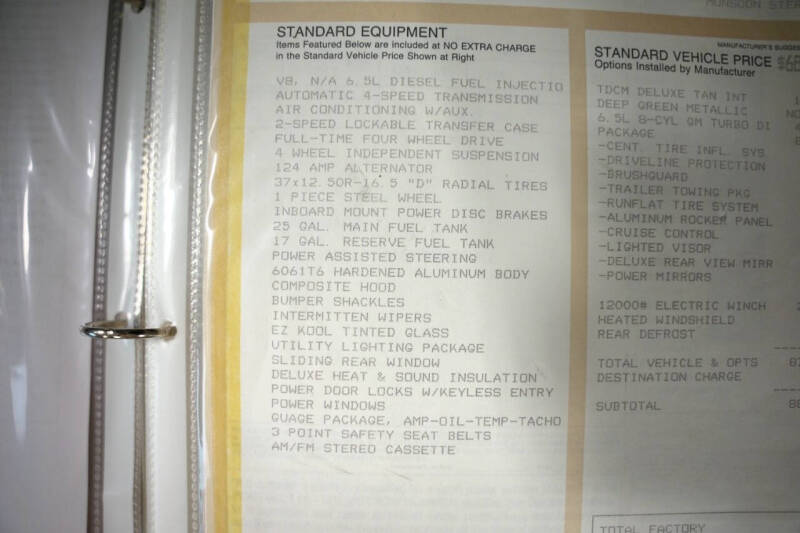 MONSOON STER
STANDARD EQUIPMENT
Items Featured Below are included at NO EXTRA CHARGE
in the Standard Vehicle Price Shown at Right
V8, N/A 6.5L DIESEL FUEL INJECTIO
AUTOMATIC 4-SPEED TRANSMISSION
AIR CONDITIONING W/AUX.
2-SPEED LOCKABLE TRANSFER CASE
FULL-TIME FOUR WHEEL DRIVE
4 WHEEL INDEPENDENT SUSPENSION
124 AMP ALTERNATOR
37x12.50R-16.5 "D" RADIAL TIRES
1 PIECE STEEL WHEEL
INBOARD MOUNT POWER DISC BRAKES
25 GAL. MAIN FUEL TANK
17 GAL. RESERVE FUEL TANK
POWER ASSISTED STEERING
6061T6 HARDENED ALUMINUM BODY
COMPOSITE HOOD
BUMPER SHACKLES
INTERMITTEN WIPERS
EZ KOOL TINTED GLASS
UTILITY LIGHTING PACKAGE
SLIDING REAR WINDOW
DELUXE HEAT & SOUND INSULATION
POWER DOOR LOCKS W/KEYLESS ENTRY
POWER WINDOWS
GUAGE PACKAGE, AMP-OIL-TEMP-TACHO
3 POINT SAFETY SEAT BELTS
AM/FM STEREO CASSETTE
MANUFACTURER'S SUGGES
STANDARD VEHICLE PRICE
Options Installed by Manufacturer
TDCM DELUXE TAN INT
DEEP GREEN METALLIC NO
6.5L 8-CYL GM TURBO DI
PACKAGE
-CENT. TIRE INFL. SYS
-DRIVELINE PROTECTION
-BRUSHGUARD
-TRAILER TOWING PKG
-RUNFLAT TIRE SYSTEM
-ALUMINUM ROCKER PANEL
-CRUISE CONTROL
-LIGHTED VISOR
-DELUXE REAR VIEW MIRR
-POWER MIRRORS
12000# ELECTRIC WINCH
HEATED WINDSHIELD
REAR DEFROST
TOTAL VEHICLE & OPTS
DESTINATION CHARGE
SUBTOTAL
TOTAL FACTORY